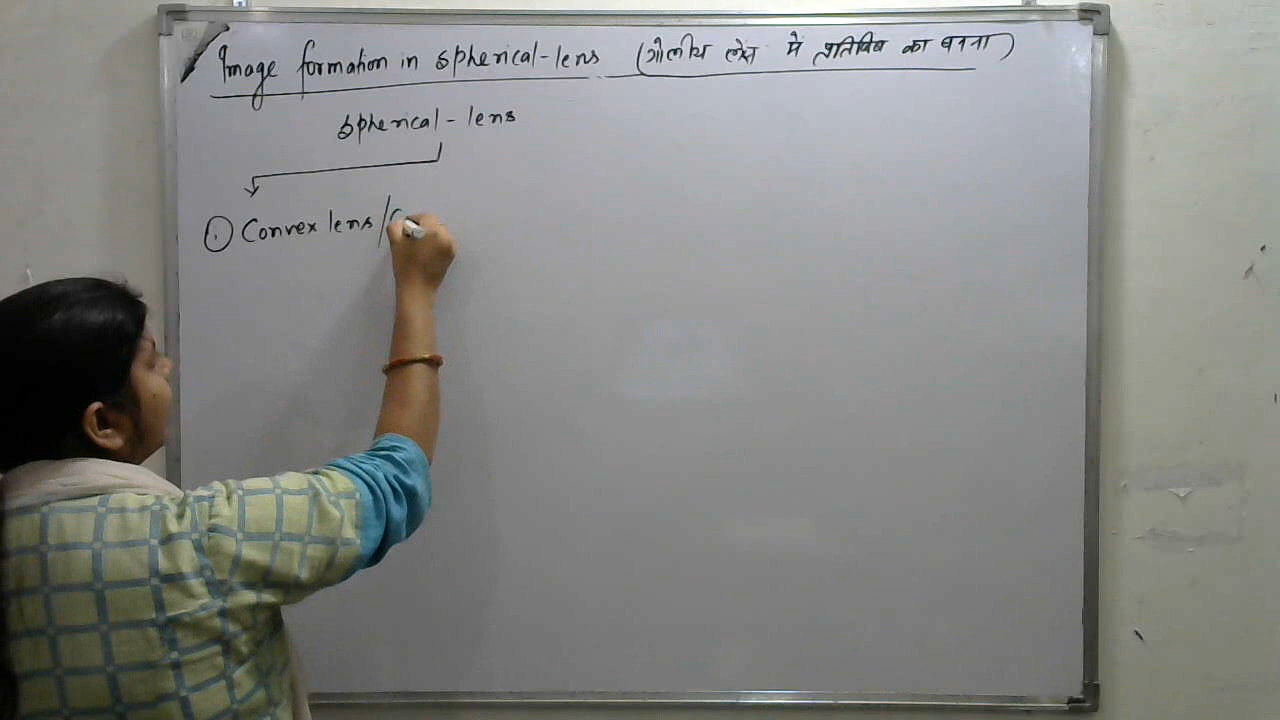 Image formation in spherical-lens (गोलीय लेंस में प्रतिबिंब का बनना)
spherical-lens
① Convex lens/C